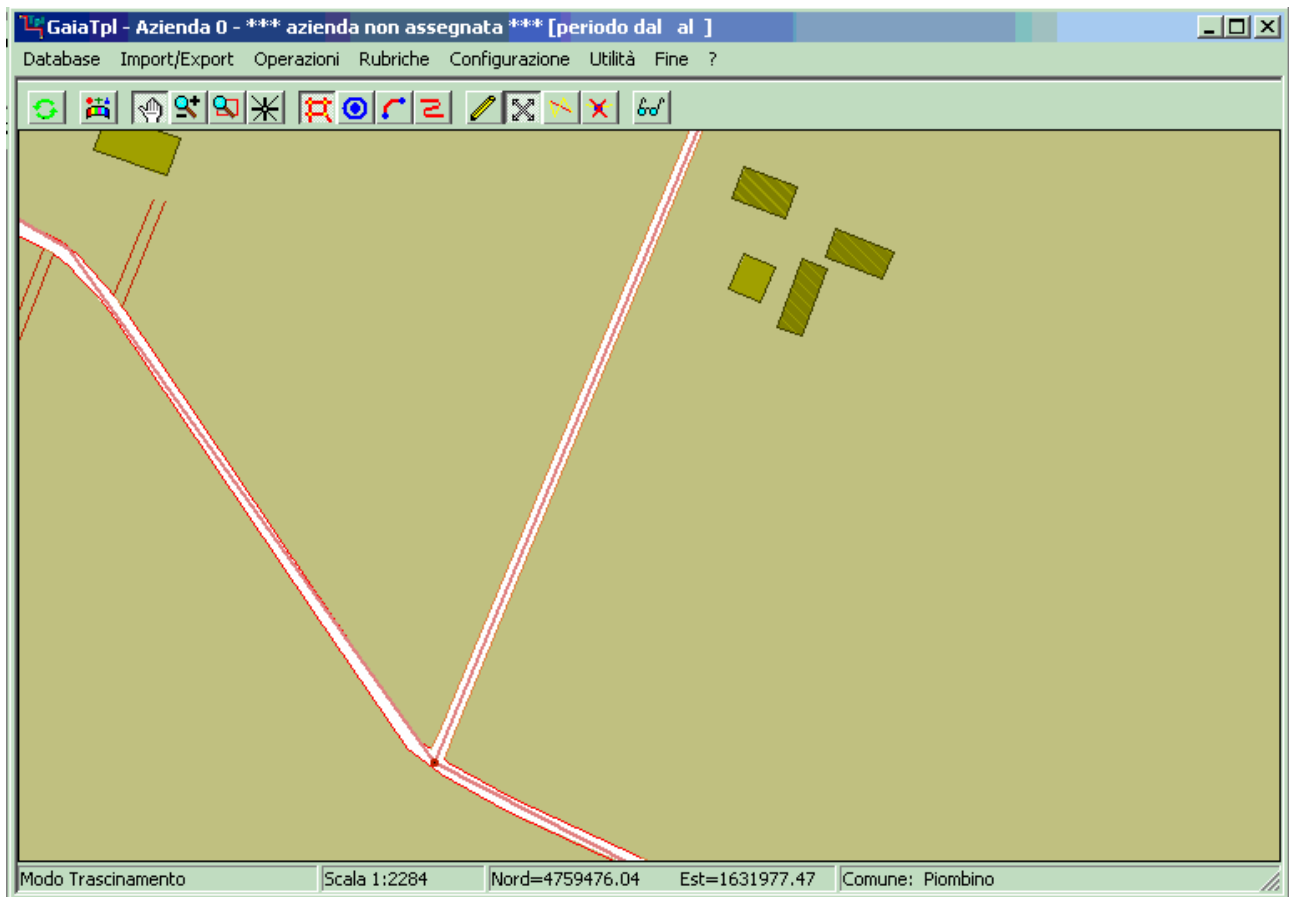 GaiaTpl - Azienda 0 - *** azienda non assegnata *** [periodo dal al ]
Database Import/Export Operazioni Rubriche Configurazione Utilità Fine ?
Modo Trascinamento Scala 1:2284 Nord=4759476.04 Est=1631977.47 Comune: Piombino